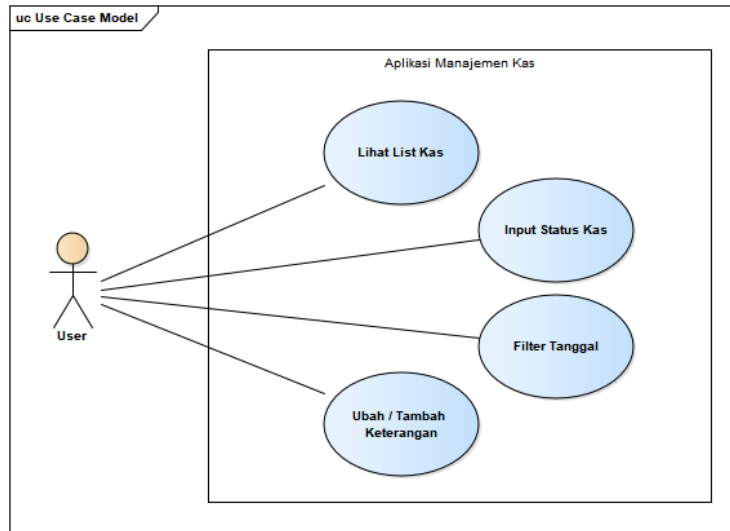 uc Use Case Model
Aplikasi Manajemen Kas
Lihat List Kas
Input Status Kas
User
Filter Tanggal
Ubah / Tambah
Keterangan